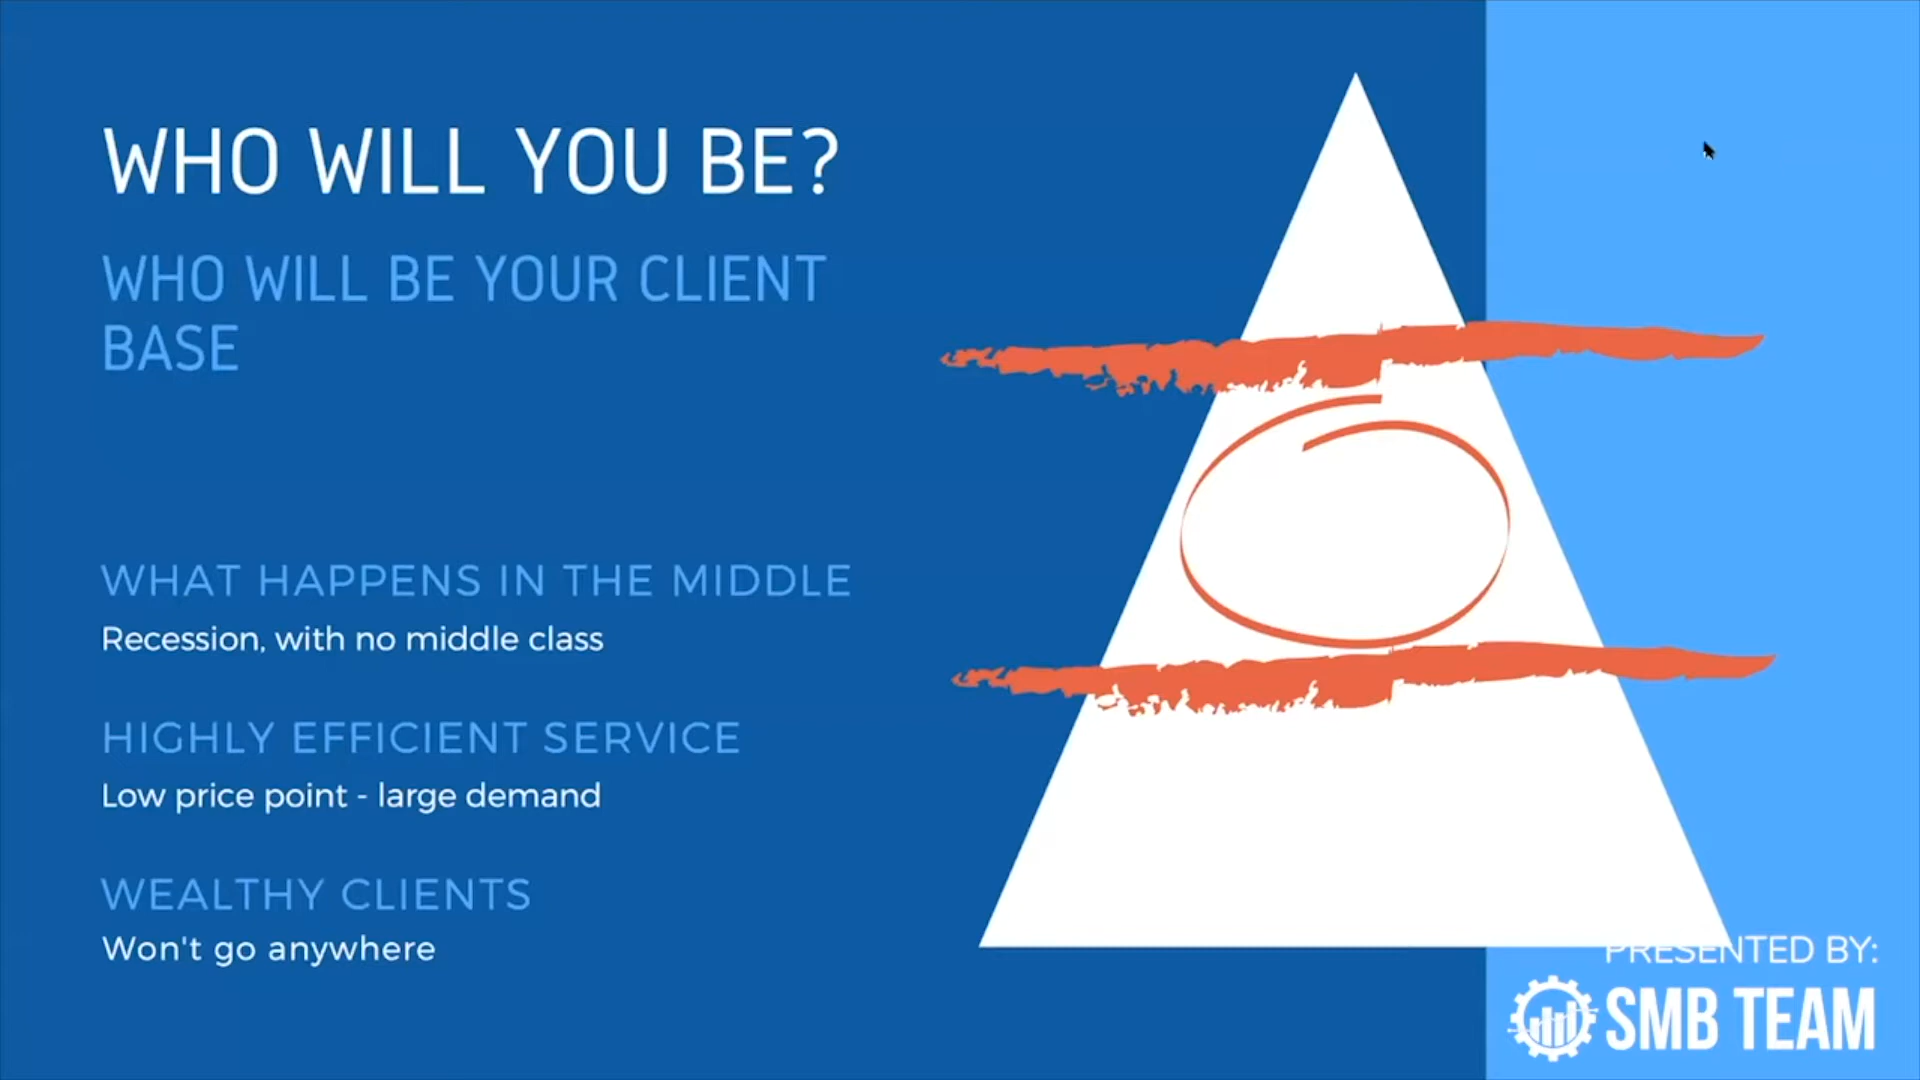 WHO WILL YOU BE?
WHO WILL BE YOUR CLIENT
BASE
WHAT HAPPENS IN THE MIDDLE
Recession, with no middle class
HIGHLY EFFICIENT SERVICE
Low price point - large demand
WEALTHY CLIENTS
Won't go anywhere
PRESENTED BY:
SMB TEAM